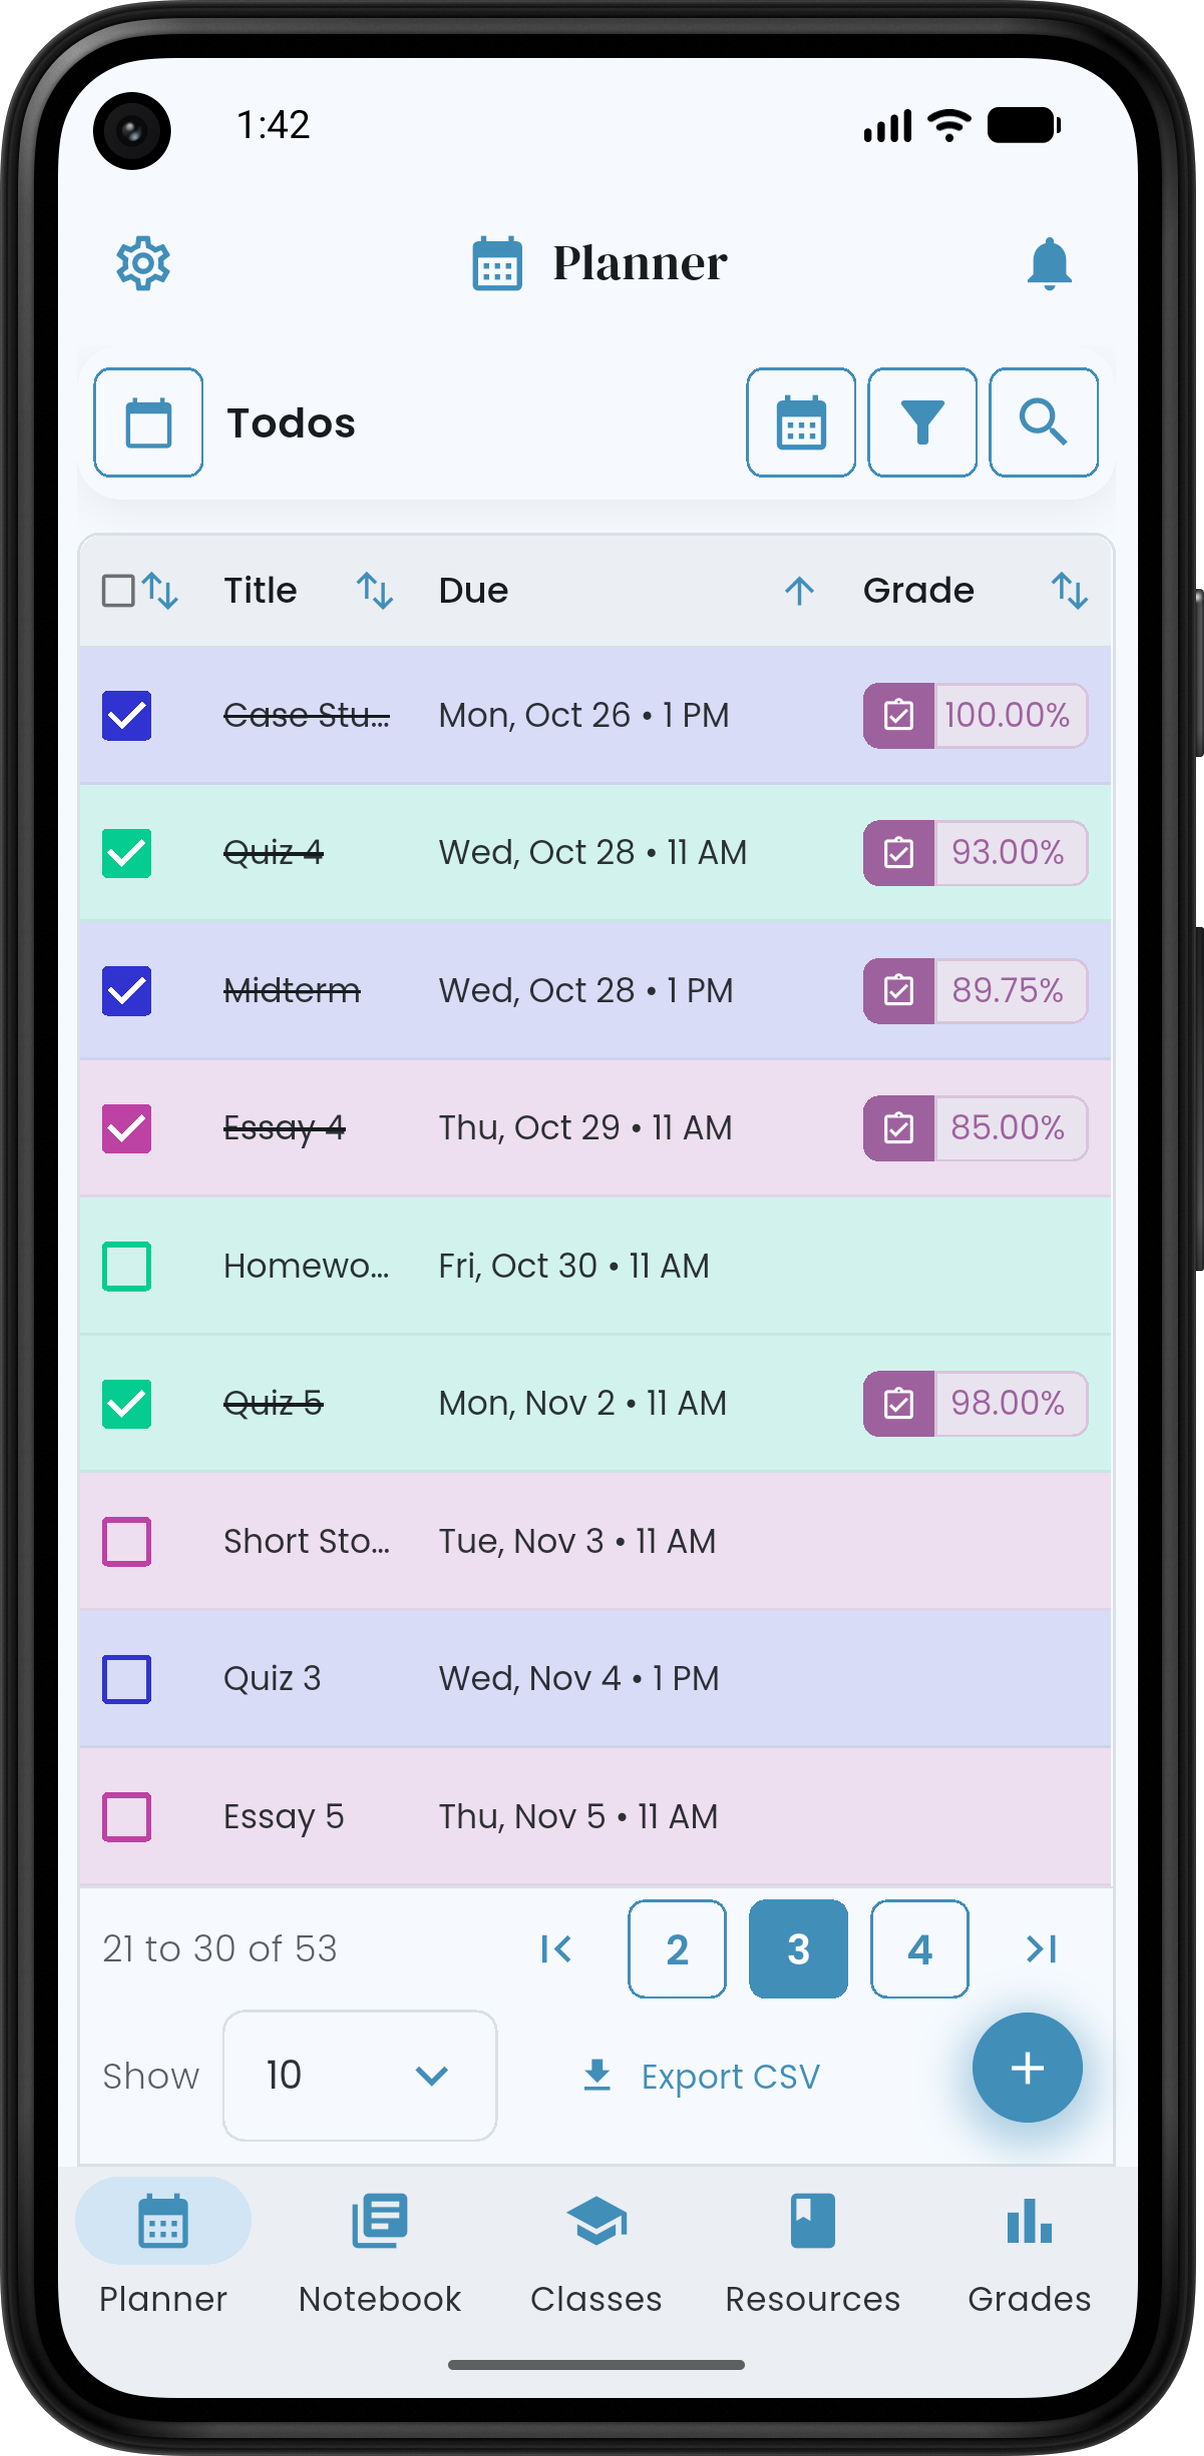 1:42
Planner
Todos
Title Due Grade
Case Stu... Mon, Oct 26 • 1 PM 100.00%
Quiz 4 Wed, Oct 28 • 11 AM 93.00%
Midterm Wed, Oct 28 • 1 PM 89.75%
Essay 4 Thu, Oct 29 • 11 AM 85.00%
Homewo... Fri, Oct 30 • 11 AM
Quiz 5 Mon, Nov 2 • 11 AM 98.00%
Short Sto... Tue, Nov 3 • 11 AM
Quiz 3 Wed, Nov 4 • 1 PM
Essay 5 Thu, Nov 5 • 11 AM
21 to 30 of 53 2 3 4
Show 10 Export CSV
Planner Notebook Classes Resources Grades